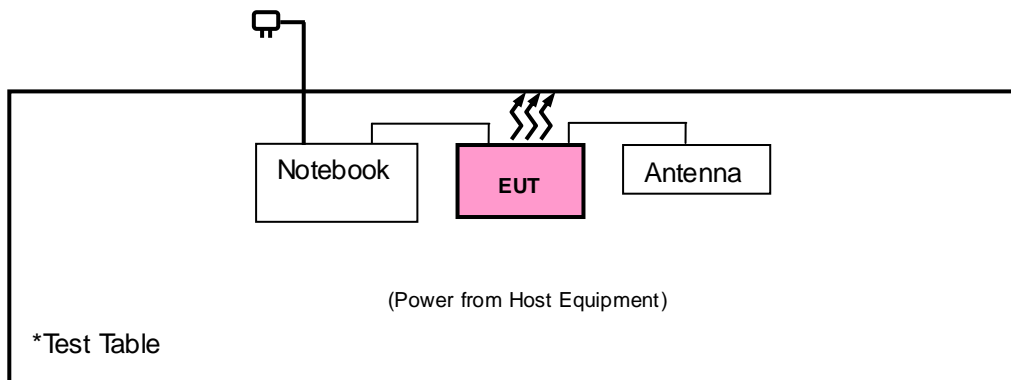 Notebook
EUT
Antenna
(Power from Host Equipment)
*Test Table